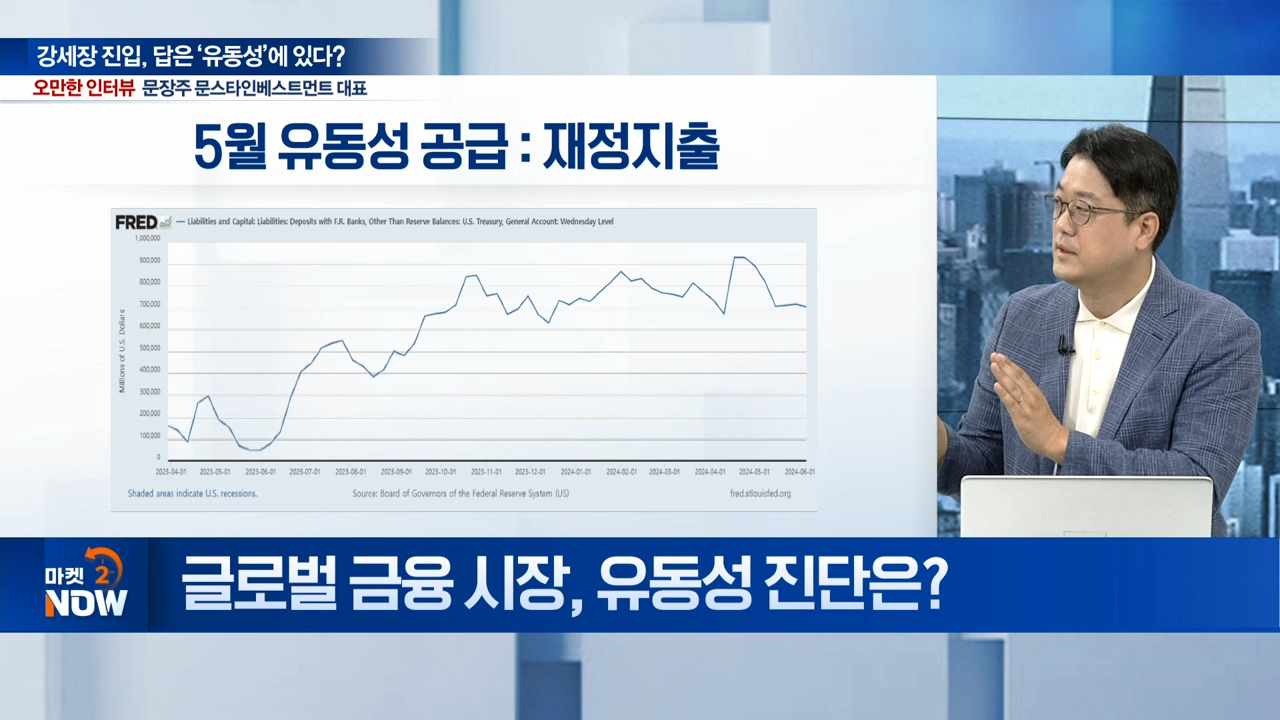 강세장 진입, 답은 ‘유동성’에 있다?
오만한 인터뷰 문장주 문스타인베스트먼트 대표
5월 유동성 공급 : 재정지출
FRED — Liabilities and Capital: Liabilities: Deposits with F.R. Banks, Other Than Reserve Balances: U.S. Treasury, General Account: Wednesday Level
1,000,000
900,000
800,000
700,000
600,000
500,000
400,000
300,000
200,000
100,000
0
Millions of U.S. Dollars
2023-04-01 2023-05-01 2023-06-01 2023-07-01 2023-08-01 2023-09-01 2023-10-01 2023-11-01 2023-12-01 2024-01-01 2024-02-01 2024-03-01 2024-04-01 2024-05-01 2024-06-01
Shaded areas indicate U.S. recessions. Source: Board of Governors of the Federal Reserve System (US) fred.stlouisfed.org
마켓 2
NOW
글로벌 금융 시장, 유동성 진단은?